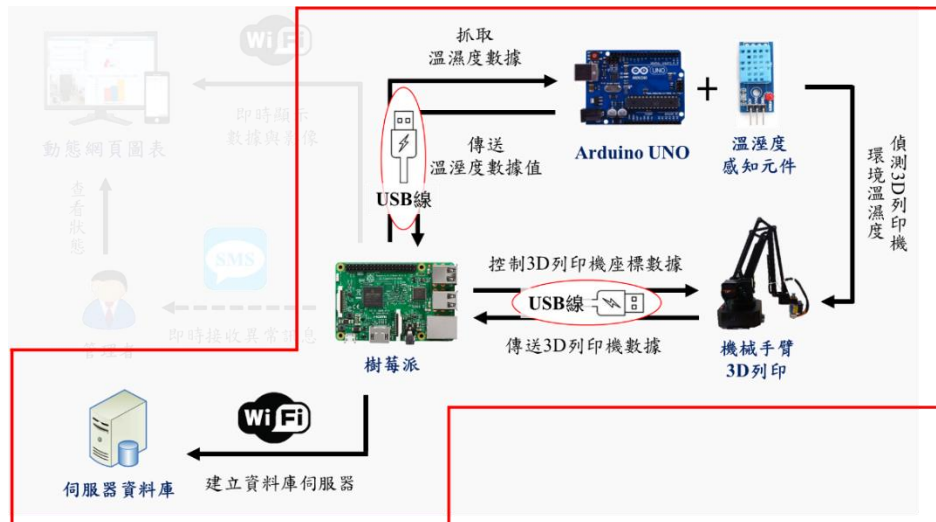 WiFi
抓取
溫濕度數據
即時顯示
數據與影像
動態網頁圖表
傳送
溫溼度數據值
USB線
Arduino UNO
+
溫溼度
感知元件
偵測3D列印機
環境溫濕度
查看狀態
SMS
管理者
即時接收異常訊息
控制3D列印機座標數據
USB線
傳送3D列印機數據
樹莓派
機械手臂
3D列印
WiFi
伺服器資料庫
建立資料庫伺服器